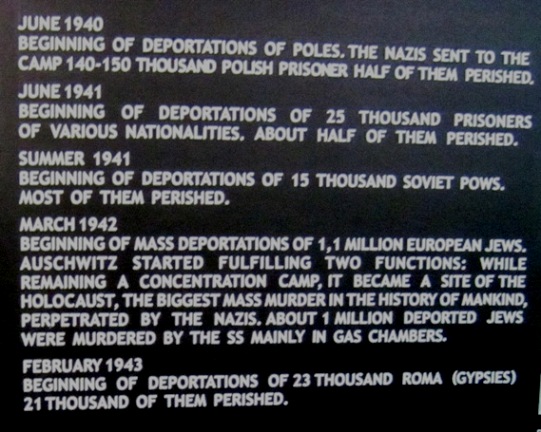 JUNE 1940
BEGINNING OF DEPORTATIONS OF POLES. THE NAZIS SENT TO THE
CAMP 140-150 THOUSAND POLISH PRISONER HALF OF THEM PERISHED.
JUNE 1941
BEGINNING OF DEPORTATIONS OF 25 THOUSAND PRISONERS
OF VARIOUS NATIONALITIES. ABOUT HALF OF THEM PERISHED.
SUMMER 1941
BEGINNING OF DEPORTATIONS OF 15 THOUSAND SOVIET POWS.
MOST OF THEM PERISHED.
MARCH 1942
BEGINNING OF MASS DEPORTATIONS OF 1,1 MILLION EUROPEAN JEWS.
AUSCHWITZ STARTED FULFILLING TWO FUNCTIONS: WHILE
REMAINING A CONCENTRATION CAMP, IT BECAME A SITE OF THE
HOLOCAUST, THE BIGGEST MASS MURDER IN THE HISTORY OF MANKIND,
PERPETRATED BY THE NAZIS. ABOUT 1 MILLION DEPORTED JEWS
WERE MURDERED BY THE SS MAINLY IN GAS CHAMBERS.
FEBRUARY 1943
BEGINNING OF DEPORTATIONS OF 23 THOUSAND ROMA (GYPSIES)
21 THOUSAND OF THEM PERISHED.